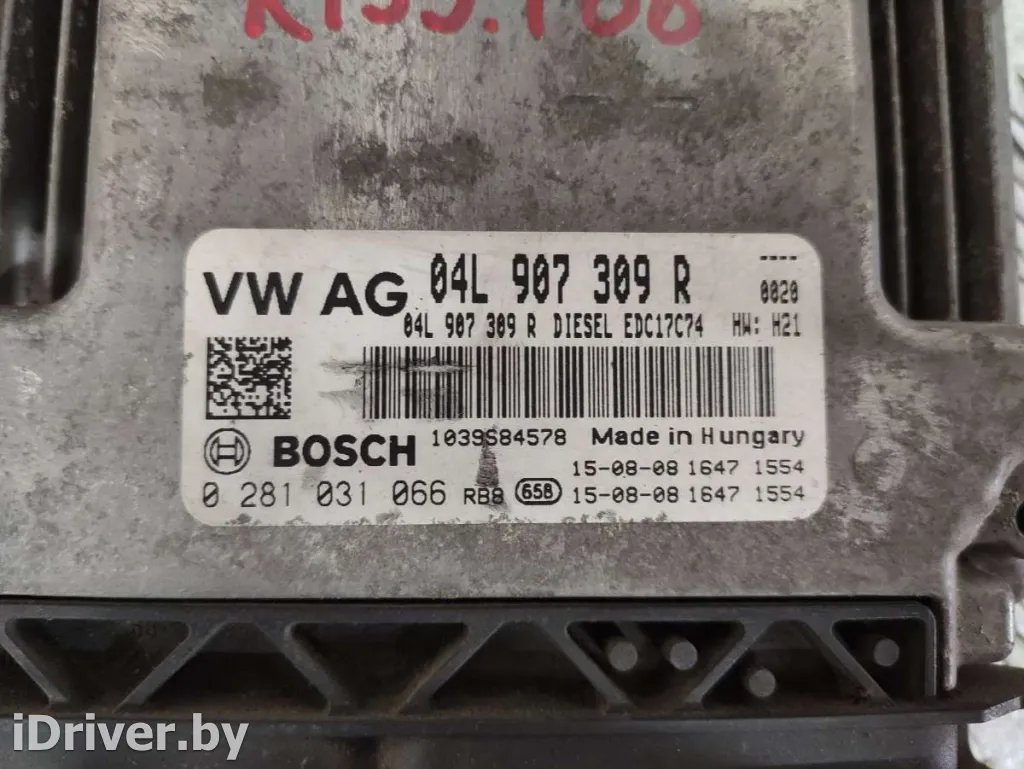 VW AG 04L 907 309 R ----
0020
04L 907 309 R DIESEL EDC17C74 HW: H21
BOSCH 1039S84578 Made in Hungary
15-08-08 1647 1554
0 281 031 066 RB8 658 15-08-08 1647 1554
iDriver.by